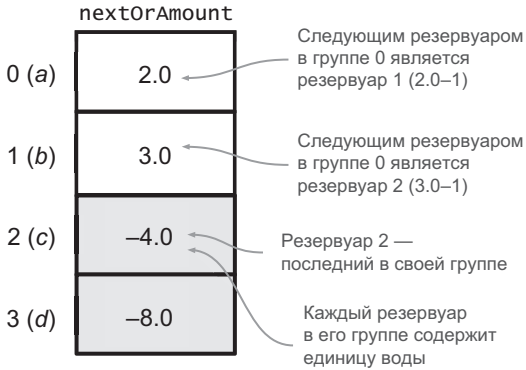 nextOrAmount
0 (a)
2.0
Следующим резервуаром
в группе 0 является
резервуар 1 (2.0–1)
1 (b)
3.0
Следующим резервуаром
в группе 0 является
резервуар 2 (3.0–1)
2 (c)
–4.0
Резервуар 2 —
последний в своей группе
3 (d)
–8.0
Каждый резервуар
в его группе содержит
единицу воды